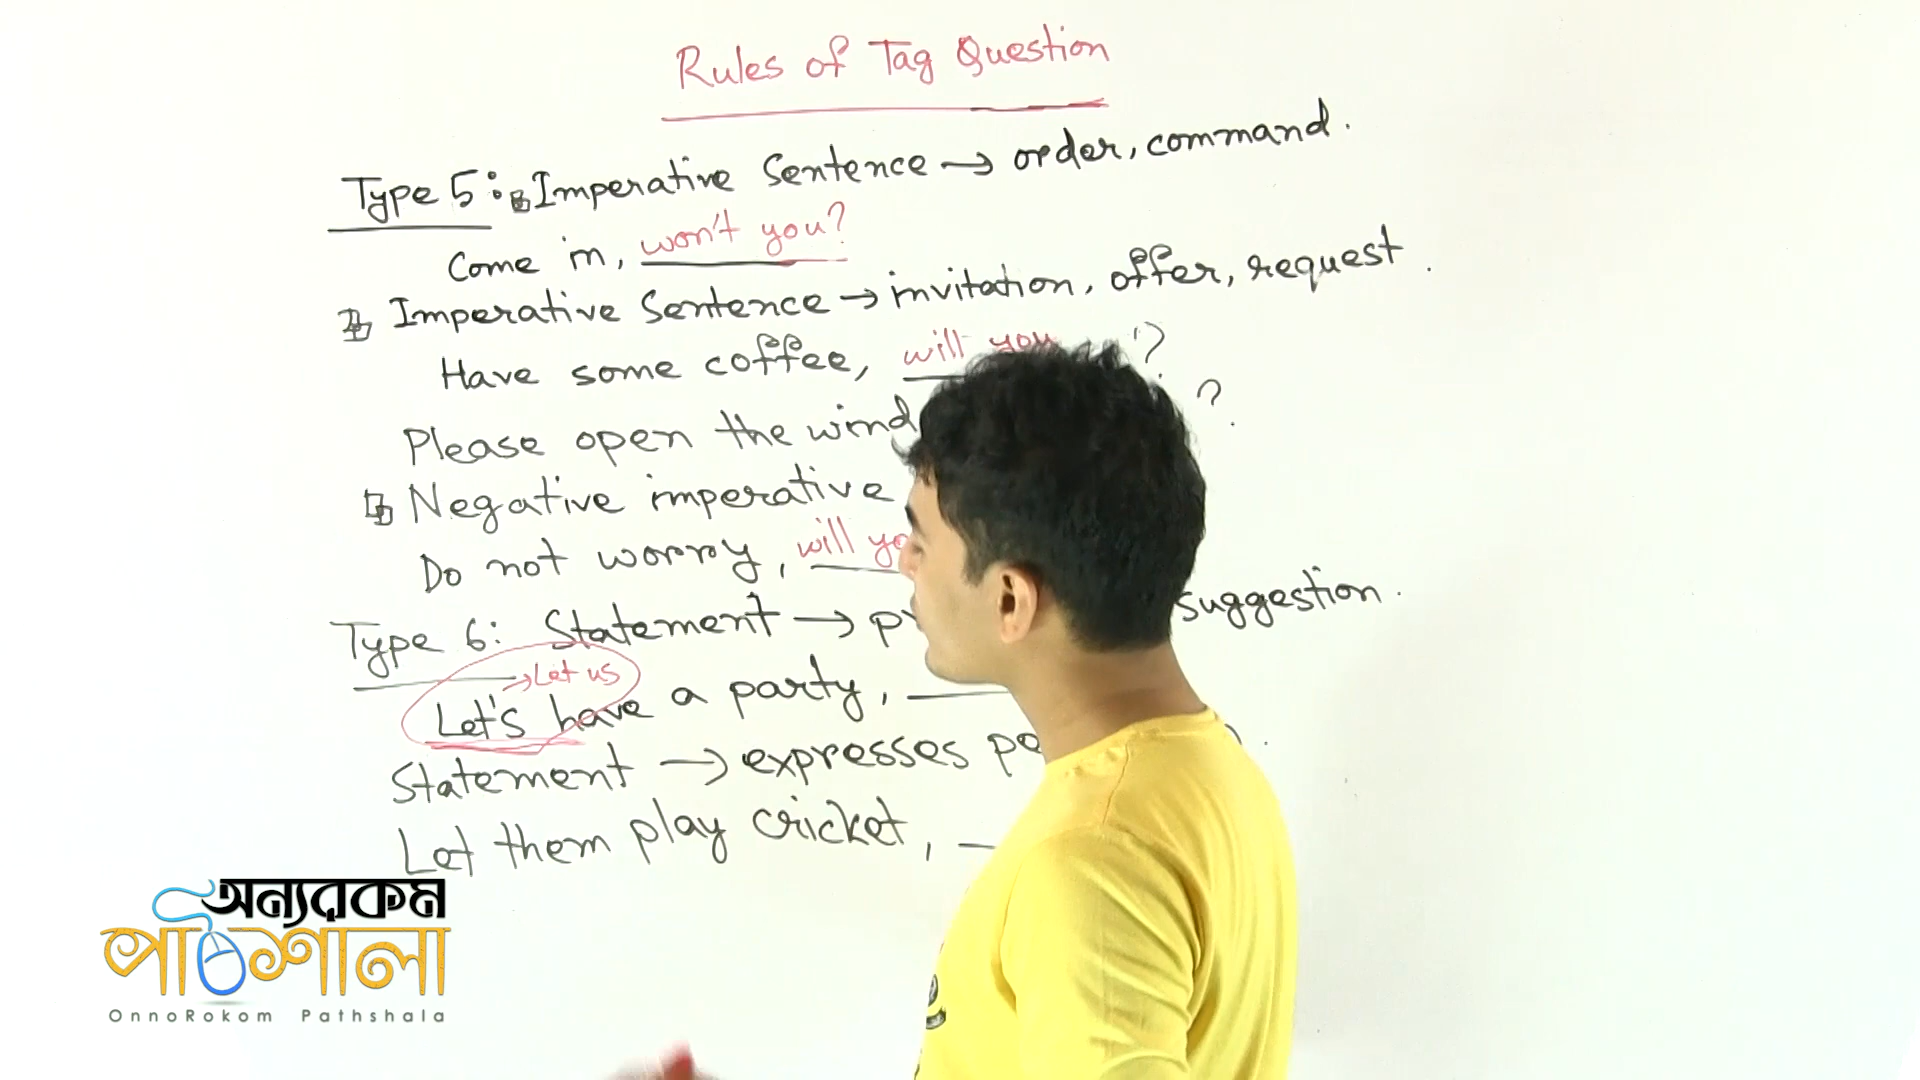 Rules of Tag Question
Type 5: Imperative Sentence → order, command.
Come in, won't you?
Imperative Sentence → invitation, offer, request.
Have some coffee, will you ?
Please open the wind ?
Negative imperative
Do not worry, will yo
Type 6: Statement → suggestion.
→ Let us
Let's have a party,
Statement → expresses
Let them play cricket,
অন্যরকম
পাঠশালা
OnnoRokom Pathshala